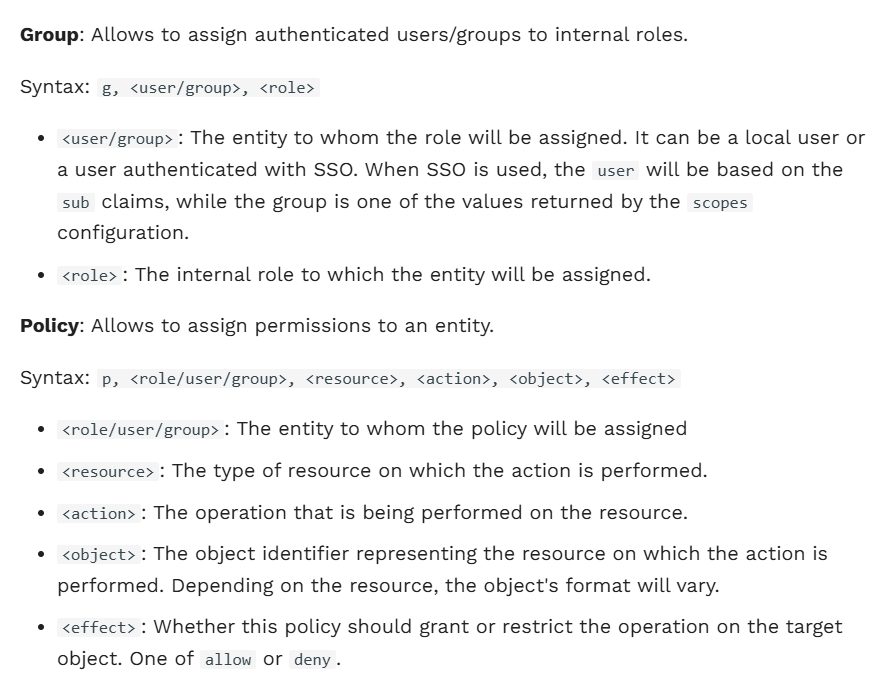 Group: Allows to assign authenticated users/groups to internal roles.
Syntax: g, <user/group>, <role>
<user/group>: The entity to whom the role will be assigned. It can be a local user or
a user authenticated with SSO. When SSO is used, the user will be based on the
sub claims, while the group is one of the values returned by the scopes
configuration.
<role>: The internal role to which the entity will be assigned.
Policy: Allows to assign permissions to an entity.
Syntax: p, <role/user/group>, <resource>, <action>, <object>, <effect>
<role/user/group>: The entity to whom the policy will be assigned
<resource>: The type of resource on which the action is performed.
<action>: The operation that is being performed on the resource.
<object>: The object identifier representing the resource on which the action is
performed. Depending on the resource, the object's format will vary.
<effect>: Whether this policy should grant or restrict the operation on the target
object. One of allow or deny.